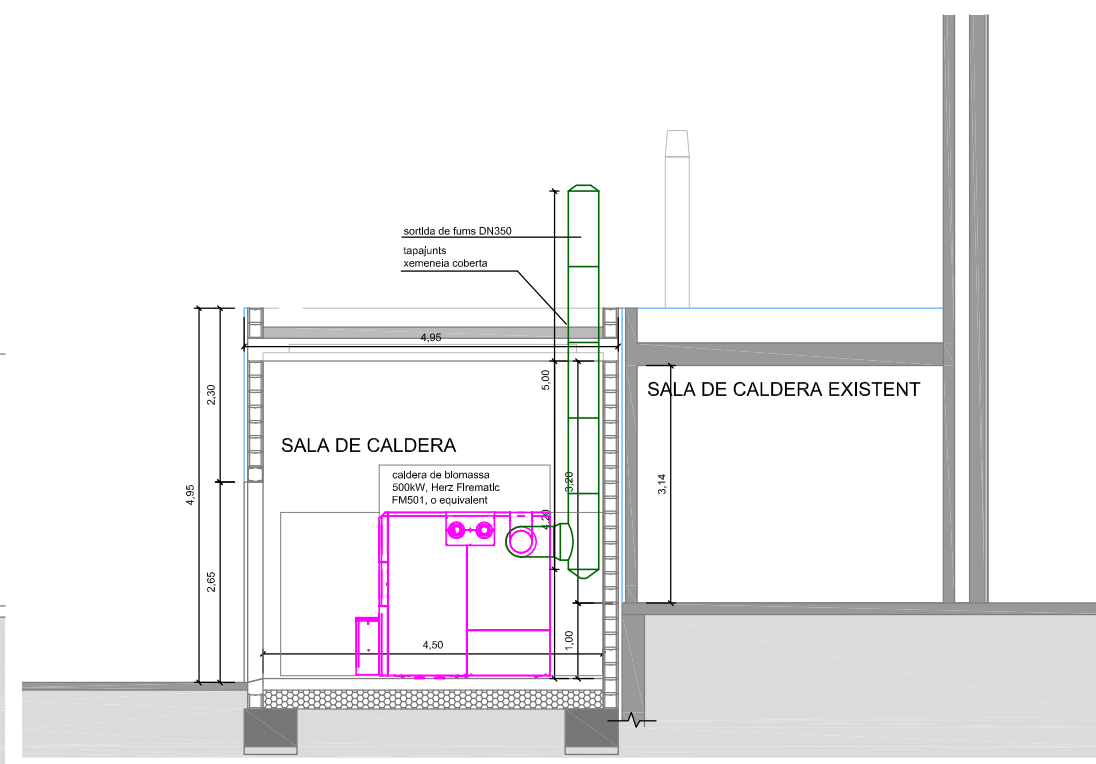 sortida de fums DN350
tapajunts
xemeneia coberta
4,95
5,00
2,30
SALA DE CALDERA EXISTENT
SALA DE CALDERA
caldera de biomassa
500kW, Herz Firematic
FM501, o equivalent
3,20
3,14
4,95
4,20
2,65
4,50
1,00